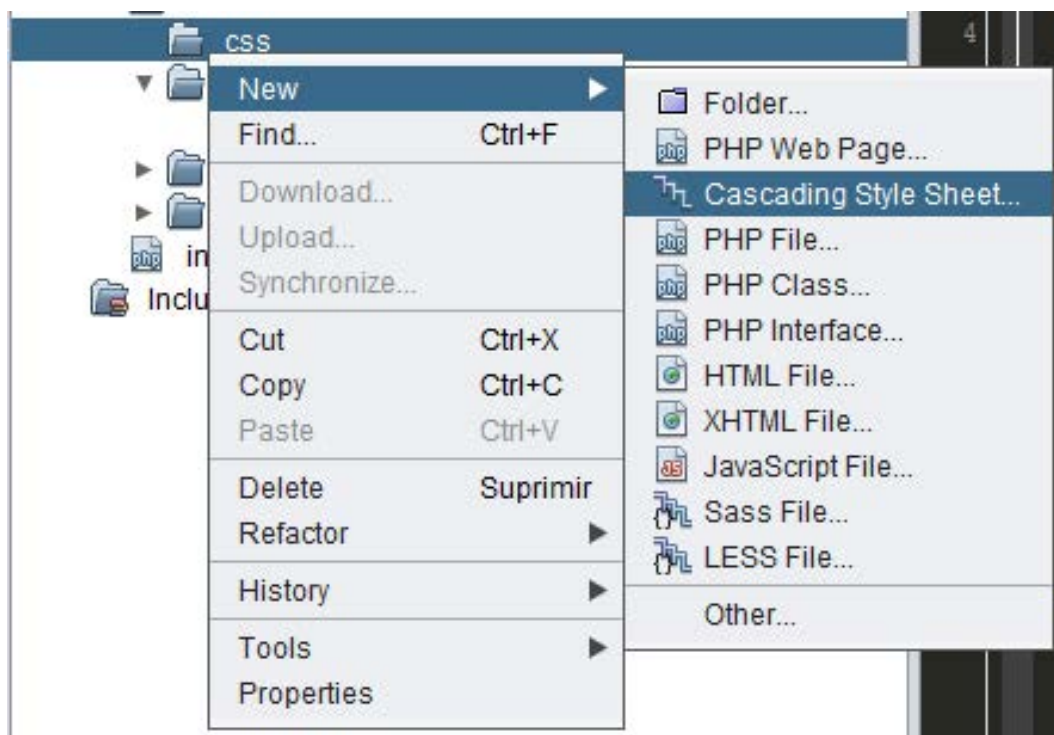 css
4
New
Find... Ctrl+F
Download...
Upload...
Synchronize...
Cut Ctrl+X
Copy Ctrl+C
Paste Ctrl+V
Delete Suprimir
Refactor
History
Tools
Properties
Folder...
PHP Web Page...
Cascading Style Sheet...
PHP File...
PHP Class...
PHP Interface...
HTML File...
XHTML File...
JavaScript File...
Sass File...
LESS File...
Other...
in
Inclu